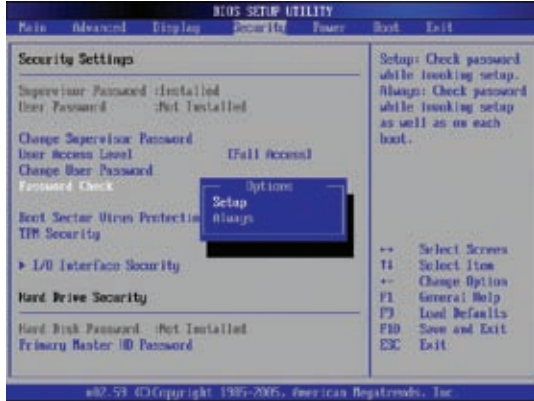 BIOS SETUP UTILITY
Main Advanced Display Security Power Boot Exit
Security Settings
Supervisor Password :Installed
User Password :Not Installed
Change Supervisor Password
User Access Level [Full Access]
Change User Password
Password Check
Boot Sector Virus Protection
TPM Security
I/O Interface Security
Hard Drive Security
Hard Disk Password :Not Installed
Primary Master HD Password
Options
Setup
Always
Setup: Check password
while invoking setup.
Always: Check password
while invoking setup
as well as on each
boot.
↔ Select Screen
↑↓ Select Item
+- Change Option
F1 General Help
F9 Load Defaults
F10 Save and Exit
ESC Exit
v02.59 (C)Copyright 1985-2005, American Megatrends, Inc.